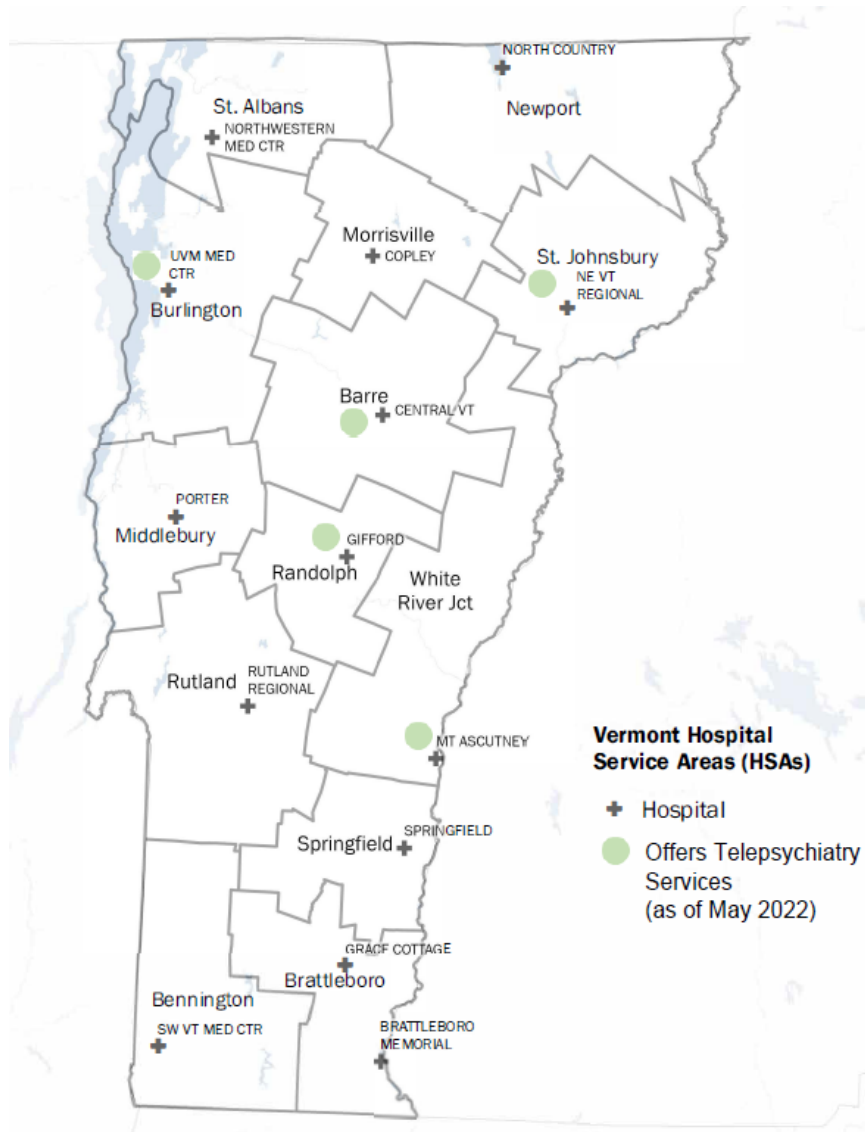 NORTH COUNTRY
Newport
St. Albans
NORTHWESTERN
MED CTR
Morrisville
COPLEY
St. Johnsbury
NE VT
REGIONAL
UVM MED
CTR
Burlington
Barre
CENTRAL VT
PORTER
Middlebury
GIFFORD
Randolph
White
River Jct
Rutland
RUTLAND
REGIONAL
MT ASCUTNEY
Vermont Hospital
Service Areas (HSAs)
Hospital
Offers Telepsychiatry
Services
(as of May 2022)
SPRINGFIELD
Springfield
GRACE COTTAGE
Brattleboro
Bennington
SW VT MED CTR
BRATTLEBORO
MEMORIAL